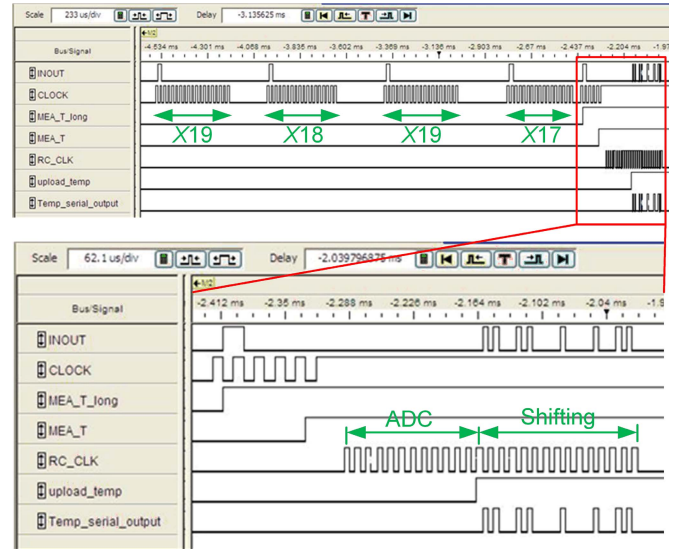 Scale 233 us/div Delay -3.135625 ms
Bus/Signal -4.534 ms -4.301 ms -4.068 ms -3.835 ms -3.602 ms -3.369 ms -3.136 ms -2.903 ms -2.67 ms -2.437 ms -2.204 ms -1.97
INOUT
CLOCK
MEA_T_long
X19 X18 X19 X17
MEA_T
RC_CLK
upload_temp
Temp_serial_output
Scale 62.1 us/div Delay -2.039796875 ms
Bus/Signal -2.412 ms -2.35 ms -2.288 ms -2.226 ms -2.164 ms -2.102 ms -2.04 ms -1.9
INOUT
CLOCK
MEA_T_long
MEA_T
ADC Shifting
RC_CLK
upload_temp
Temp_serial_output